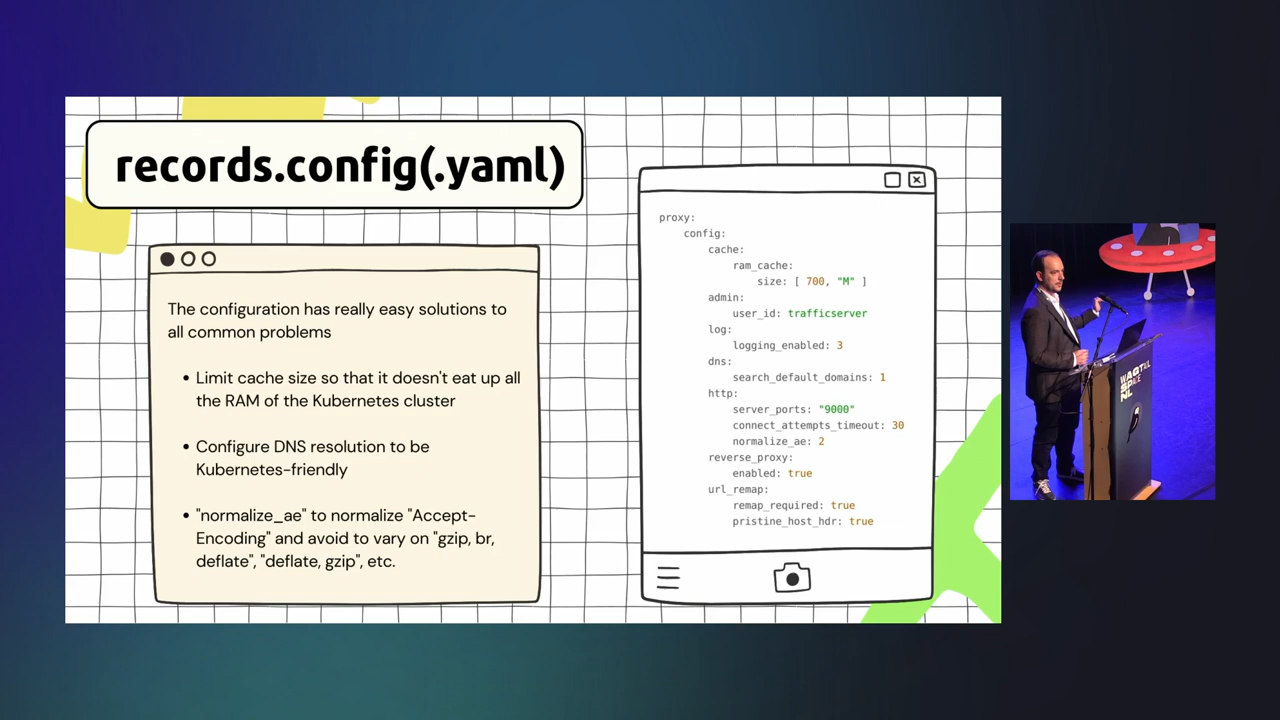 records.config(.yaml)
The configuration has really easy solutions to
all common problems
• Limit cache size so that it doesn't eat up all
the RAM of the Kubernetes cluster
• Configure DNS resolution to be
Kubernetes-friendly
• "normalize_ae" to normalize "Accept-
Encoding" and avoid to vary on "gzip, br,
deflate", "deflate, gzip", etc.
proxy:
config:
cache:
ram_cache:
size: [ 700, "M" ]
admin:
user_id: trafficserver
log:
logging_enabled: 3
dns:
search_default_domains: 1
http:
server_ports: "9000"
connect_attempts_timeout: 30
normalize_ae: 2
reverse_proxy:
enabled: true
url_remap:
remap_required: true
pristine_host_hdr: true
WAGTEL
SPACE
NL